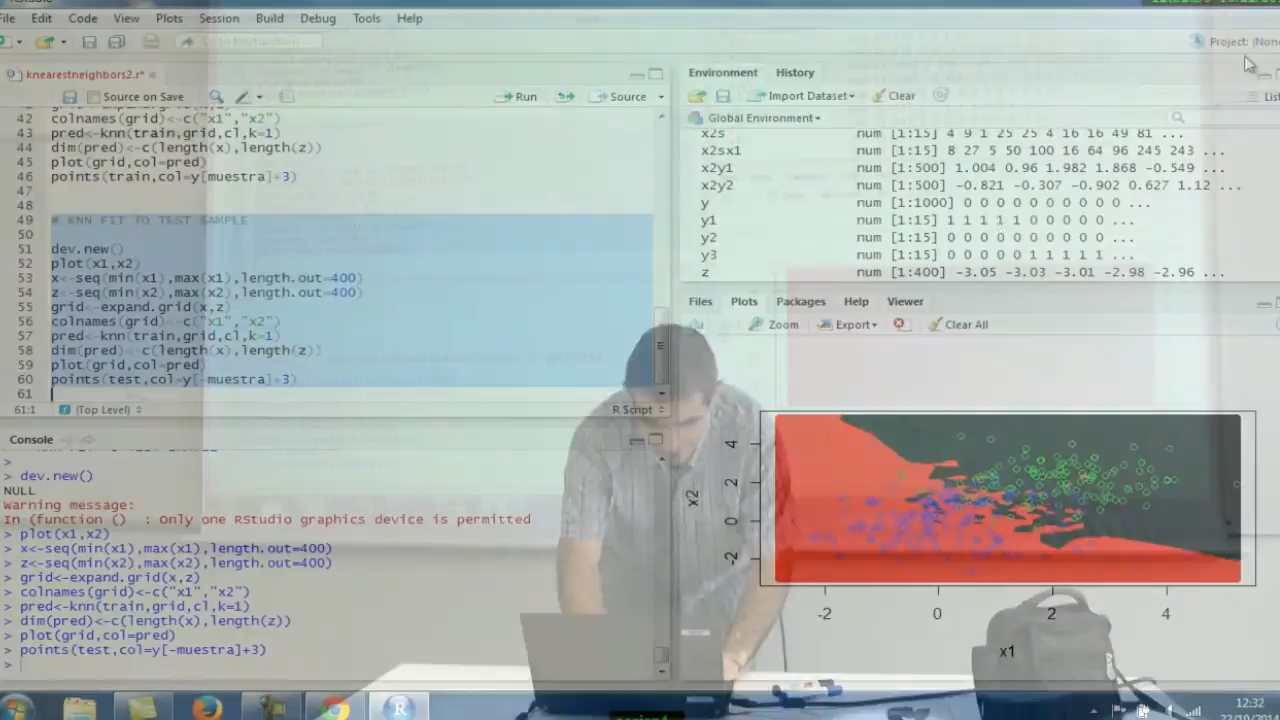 File Edit Code View Plots Session Build Debug Tools Help
Project: (None
knearestneighbors2.r*
Source on Save
Run
Source
42 colnames(grid)<-c("x1","x2")
43 pred<-knn(train,grid,cl,k=1)
44 dim(pred)<-c(length(x),length(z))
45 plot(grid,col=pred)
46 points(train,col=y[muestra]+3)
47
48
49 # KNN FIT TO TEST SAMPLE
50
51 dev.new()
52 plot(x1,x2)
53 x<-seq(min(x1),max(x1),length.out=400)
54 z<-seq(min(x2),max(x2),length.out=400)
55 grid<-expand.grid(x,z)
56 colnames(grid)<-c("x1","x2")
57 pred<-knn(train,grid,cl,k=1)
58 dim(pred)<-c(length(x),length(z))
59 plot(grid,col=pred)
60 points(test,col=y[-muestra]+3)
61
61:1 (Top Level) R Script
Console
>
> dev.new()
NULL
Warning message:
In (function () : Only one RStudio graphics device is permitted
> plot(x1,x2)
> x<-seq(min(x1),max(x1),length.out=400)
> z<-seq(min(x2),max(x2),length.out=400)
> grid<-expand.grid(x,z)
> colnames(grid)<-c("x1","x2")
> pred<-knn(train,grid,cl,k=1)
> dim(pred)<-c(length(x),length(z))
> plot(grid,col=pred)
> points(test,col=y[-muestra]+3)
>
Environment History
Import Dataset Clear List
Global Environment
x2s num [1:15] 4 9 1 25 25 4 16 16 49 81 ...
x2sx1 num [1:15] 8 27 5 50 100 16 64 96 245 243 ...
x2y1 num [1:500] 1.004 0.96 1.982 1.868 -0.549 ...
x2y2 num [1:500] -0.821 -0.307 -0.902 0.627 1.12 ...
y num [1:1000] 0 0 0 0 0 0 0 0 0 0 ...
y1 num [1:15] 1 1 1 1 1 0 0 0 0 0 ...
y2 num [1:15] 0 0 0 0 0 0 0 0 0 0 ...
y3 num [1:15] 0 0 0 0 0 1 1 1 1 1 ...
z num [1:400] -3.05 -3.03 -3.01 -2.98 -2.96 ...
Files Plots Packages Help Viewer
Zoom Export Clear All
x2
4
2
0
-2
-2 0 2 4
x1
12:32